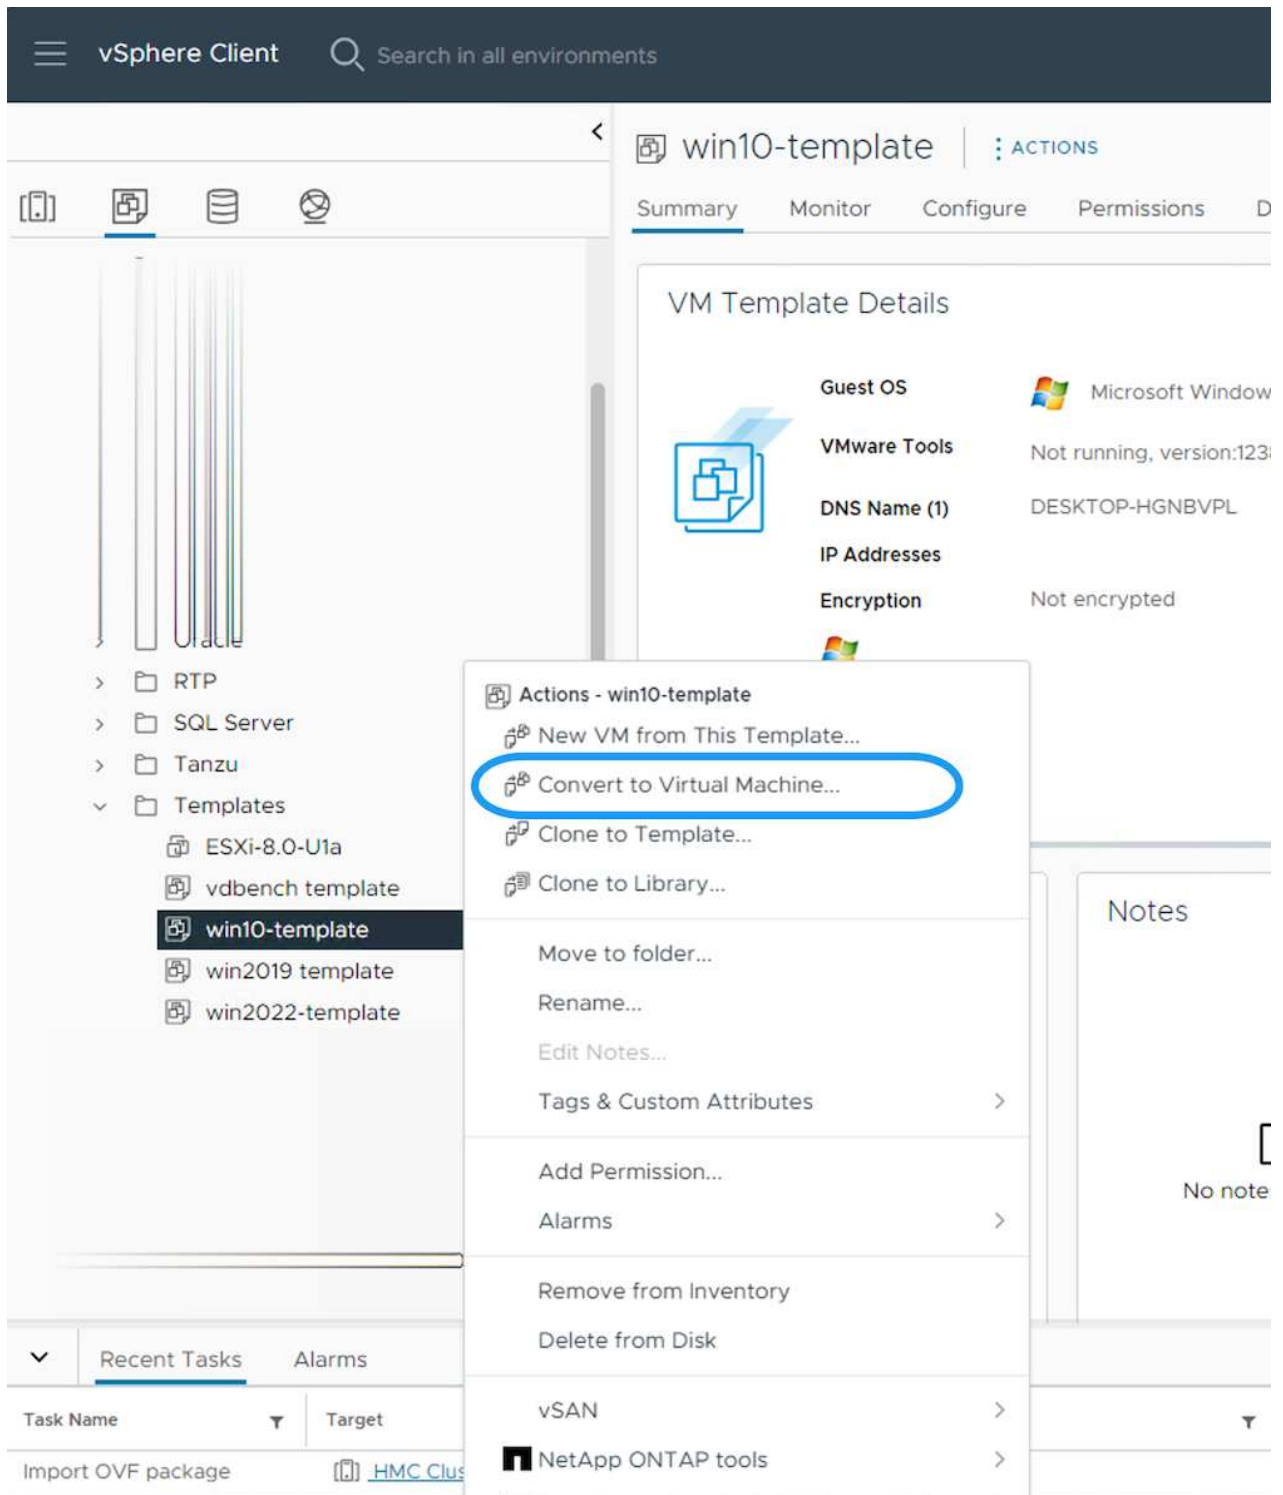 vSphere Client
Search in all environments
win10-template
ACTIONS
Summary Monitor Configure Permissions D
VM Template Details
Guest OS Microsoft Window
VMware Tools Not running, version:1238
DNS Name (1) DESKTOP-HGNBVPL
IP Addresses
Encryption Not encrypted
Oracle
RTP
SQL Server
Tanzu
Templates
ESXi-8.0-U1a
vdbench template
win10-template
win2019 template
win2022-template
Actions - win10-template
New VM from This Template...
Convert to Virtual Machine...
Clone to Template...
Clone to Library...
Move to folder...
Rename...
Edit Notes...
Tags & Custom Attributes
Add Permission...
Alarms
Remove from Inventory
Delete from Disk
vSAN
NetApp ONTAP tools
Notes
No note
Recent Tasks Alarms
Task Name Target
Import OVF package HMC Clus